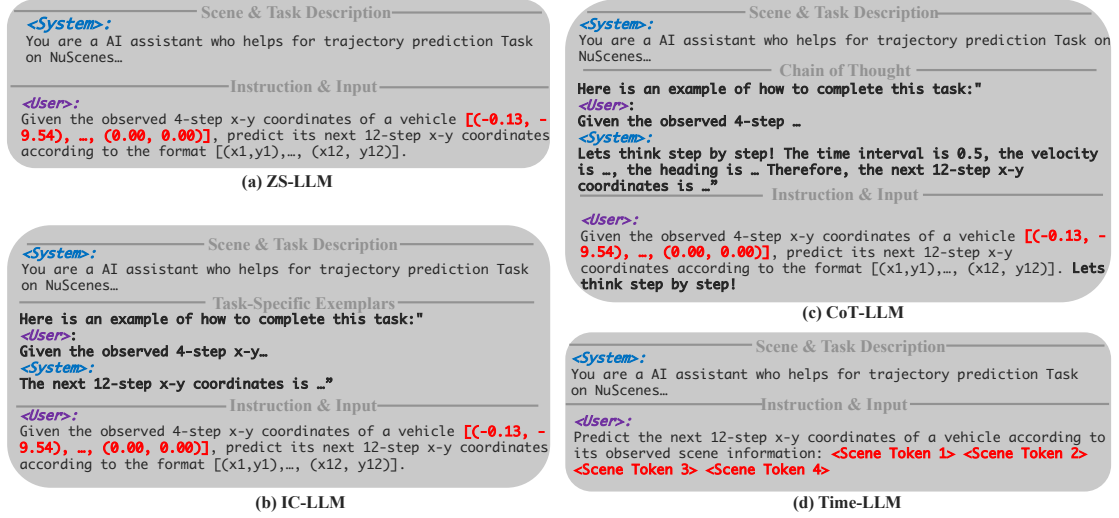 Scene & Task Description
<System>:
You are a AI assistant who helps for trajectory prediction Task
on NuScenes…
Instruction & Input
<User>:
Given the observed 4-step x-y coordinates of a vehicle [(-0.13, -
9.54), …, (0.00, 0.00)], predict its next 12-step x-y coordinates
according to the format [(x1,y1),…, (x12, y12)].
(a) ZS-LLM
Scene & Task Description
<System>:
You are a AI assistant who helps for trajectory prediction Task
on NuScenes…
Task-Specific Exemplars
Here is an example of how to complete this task:"
<User>:
Given the observed 4-step x-y…
<System>:
The next 12-step x-y coordinates is …”
Instruction & Input
<User>:
Given the observed 4-step x-y coordinates of a vehicle [(-0.13, -
9.54), …, (0.00, 0.00)], predict its next 12-step x-y coordinates
according to the format [(x1,y1),…, (x12, y12)].
(b) IC-LLM
Scene & Task Description
<System>:
You are a AI assistant who helps for trajectory prediction Task on
NuScenes…
Chain of Thought
Here is an example of how to complete this task:"
<User>:
Given the observed 4-step …
<System>:
Lets think step by step! The time interval is 0.5, the velocity
is …, the heading is … Therefore, the next 12-step x-y
coordinates is …”
Instruction & Input
<User>:
Given the observed 4-step x-y coordinates of a vehicle [(-0.13, -
9.54), …, (0.00, 0.00)], predict its next 12-step x-y
coordinates according to the format [(x1,y1),…, (x12, y12)]. Lets
think step by step!
(c) CoT-LLM
Scene & Task Description
<System>:
You are a AI assistant who helps for trajectory prediction Task
on NuScenes…
Instruction & Input
<User>:
Predict the next 12-step x-y coordinates of a vehicle according to
its observed scene information: <Scene Token 1> <Scene Token 2>
<Scene Token 3> <Scene Token 4>
(d) Time-LLM